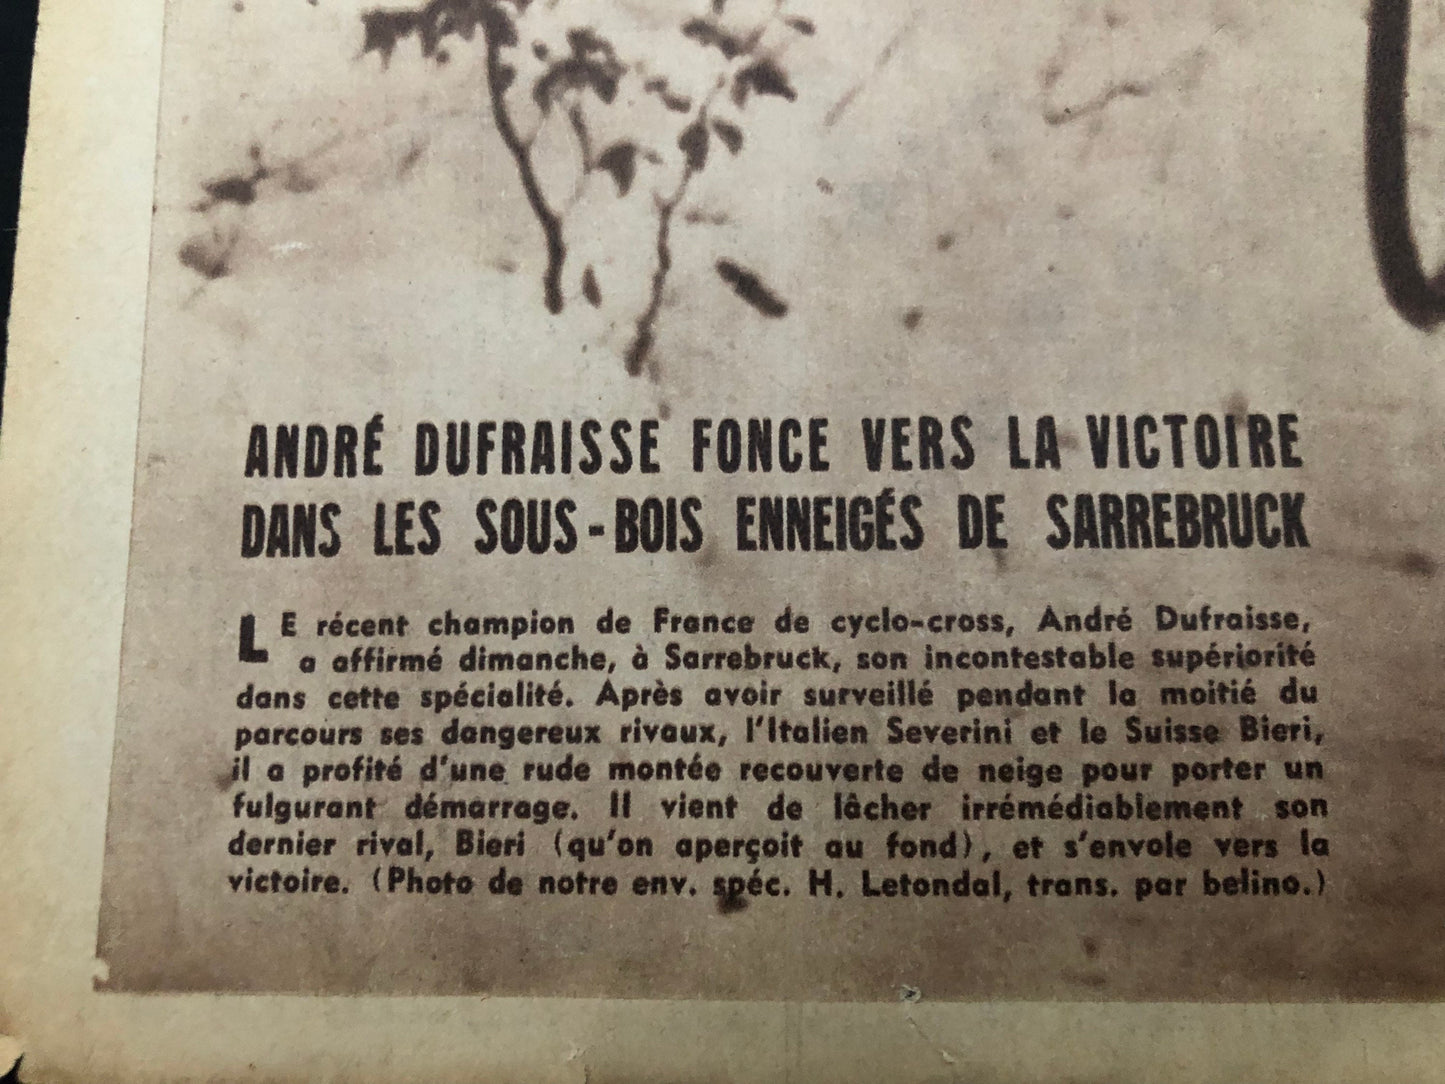 ANDRÉ DUFRAISSE FONCE VERS LA VICTOIRE
DANS LES SOUS-BOIS ENNEIGÉS DE SARREBRUCK
LE récent champion de France de cyclo-cross, André Dufraisse,
a affirmé dimanche, à Sarrebruck, son incontestable supériorité
dans cette spécialité. Après avoir surveillé pendant la moitié du
parcours ses dangereux rivaux, l'Italien Severini et le Suisse Bieri,
il a profité d'une rude montée recouverte de neige pour porter un
fulgurant démarrage. Il vient de lâcher irrémédiablement son
dernier rival, Bieri (qu'on aperçoit au fond), et s'envole vers la
victoire. (Photo de notre env. spéc. H. Letondal, trans. par belino.)